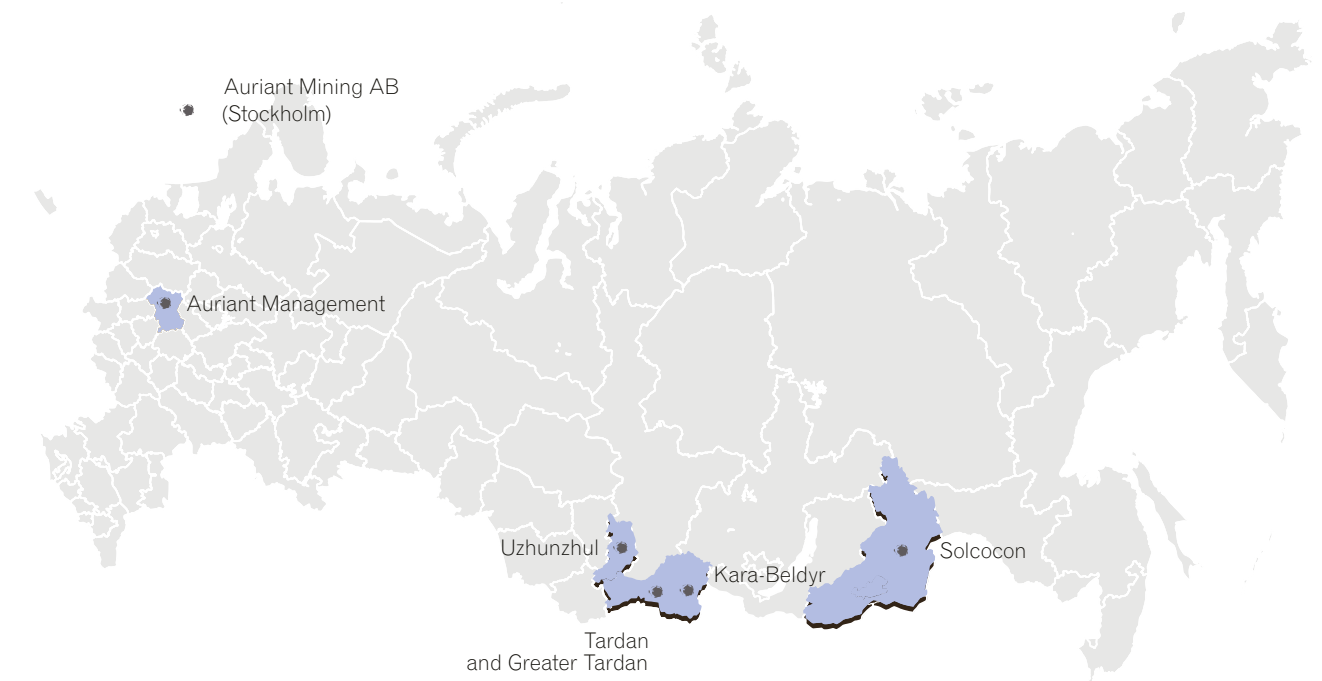 Auriant Mining AB
(Stockholm)
Auriant Management
Uzhunzhul
Kara-Beldyr
Solcocon
Tardan
and Greater Tardan